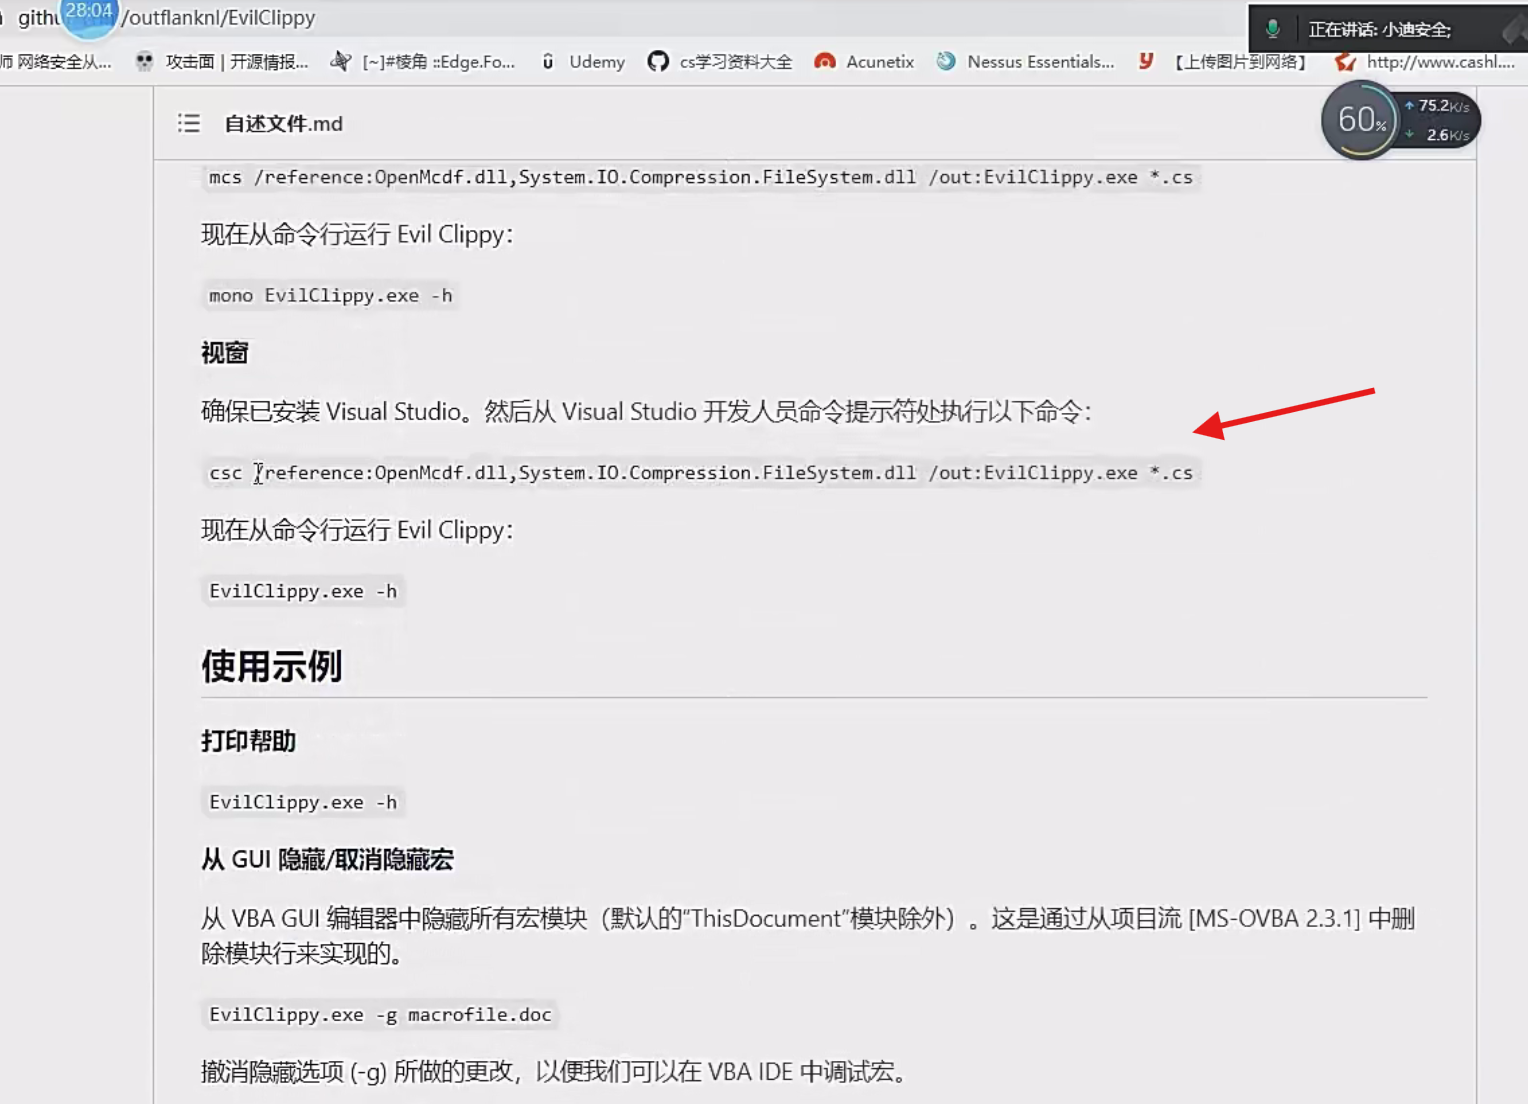 28:04
/outflanknl/EvilClippy
正在讲话: 小迪安全;
师 网络安全从... 攻击面 | 开源情报... [~]#棱角 ::Edge.Fo... Udemy cs学习资料大全 Acunetix Nessus Essentials... 【上传图片到网络】 http://www.cashl....
60% 75.2K/s
2.6K/s
自述文件.md
mcs /reference:OpenMcdf.dll,System.IO.Compression.FileSystem.dll /out:EvilClippy.exe *.cs
现在从命令行运行 Evil Clippy：
mono EvilClippy.exe -h
视窗
确保已安装 Visual Studio。然后从 Visual Studio 开发人员命令提示符处执行以下命令：
csc /reference:OpenMcdf.dll,System.IO.Compression.FileSystem.dll /out:EvilClippy.exe *.cs
现在从命令行运行 Evil Clippy：
EvilClippy.exe -h
使用示例
打印帮助
EvilClippy.exe -h
从 GUI 隐藏/取消隐藏宏
从 VBA GUI 编辑器中隐藏所有宏模块（默认的“ThisDocument”模块除外）。这是通过从项目流 [MS-OVBA 2.3.1] 中删
除模块行来实现的。
EvilClippy.exe -g macrofile.doc
撤消隐藏选项 (-g) 所做的更改，以便我们可以在 VBA IDE 中调试宏。